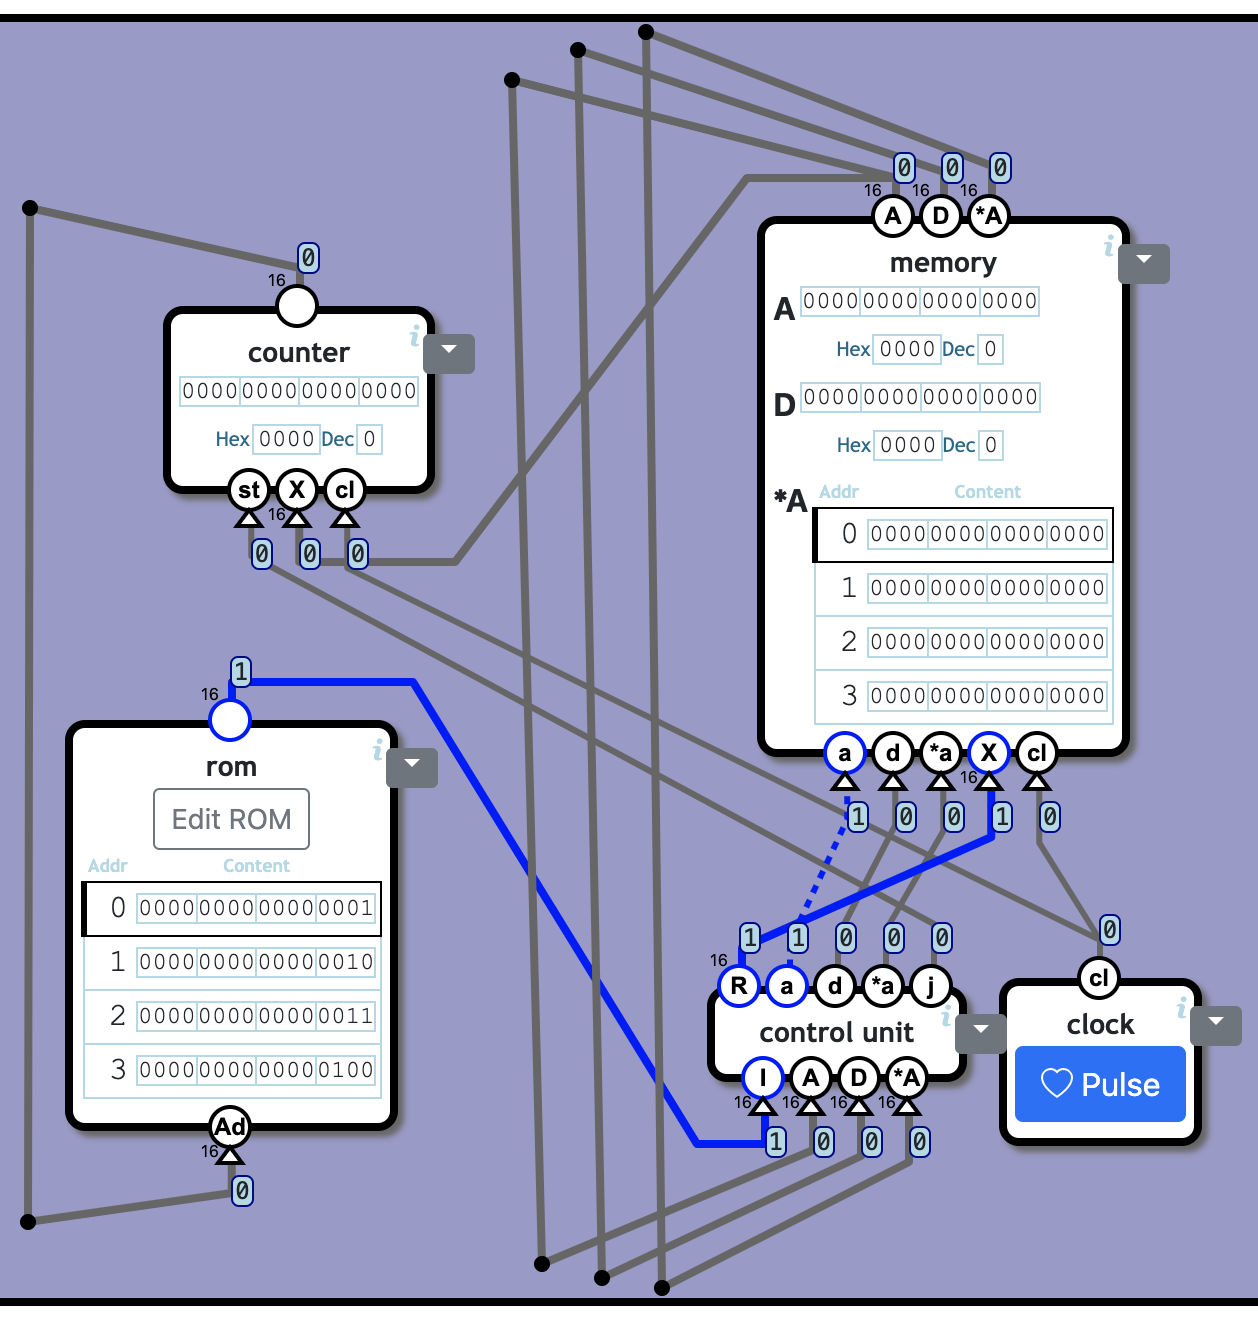 0 0 0
16 16 16
A D *A
memory
i
A 0000 0000 0000 0000
Hex 0000 Dec 0
D 0000 0000 0000 0000
Hex 0000 Dec 0
*A Addr Content
0 0000 0000 0000 0000
1 0000 0000 0000 0000
2 0000 0000 0000 0000
3 0000 0000 0000 0000
a d *a X cl
16
1 0 0 1 0
0
16
counter
i
0000 0000 0000 0000
Hex 0000 Dec 0
st X cl
16
0 0 0
1
16
rom
i
Edit ROM
Addr Content
0 0000 0000 0000 0001
1 0000 0000 0000 0010
2 0000 0000 0000 0011
3 0000 0000 0000 0100
Ad
16
0
1 1 0 0 0
16
R a d *a j
control unit
i
I A D *A
16 16 16 16
1 0 0 0
0
cl
clock
i
Pulse